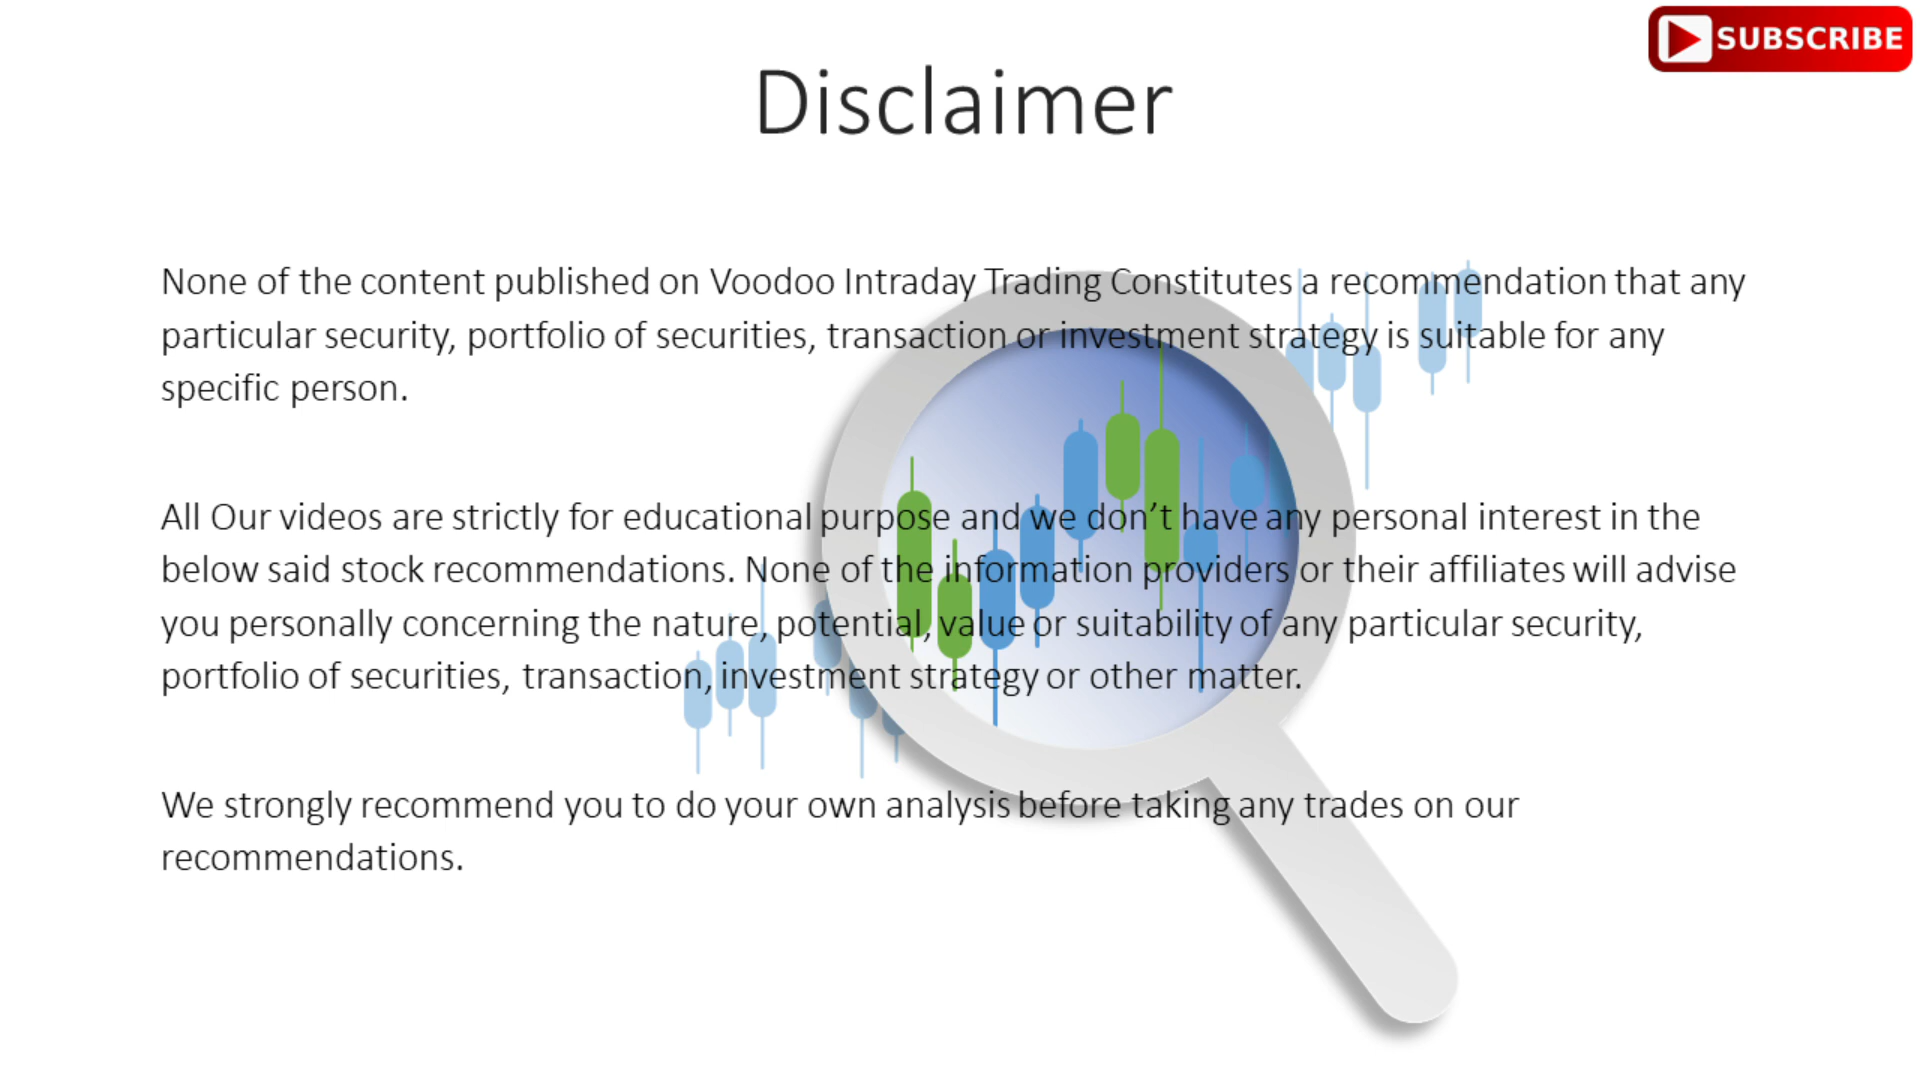 SUBSCRIBE
Disclaimer
None of the content published on Voodoo Intraday Trading Constitutes a recommendation that any
particular security, portfolio of securities, transaction or investment strategy is suitable for any
specific person.
All Our videos are strictly for educational purpose and we don’t have any personal interest in the
below said stock recommendations. None of the information providers or their affiliates will advise
you personally concerning the nature, potential, value or suitability of any particular security,
portfolio of securities, transaction, investment strategy or other matter.
We strongly recommend you to do your own analysis before taking any trades on our
recommendations.